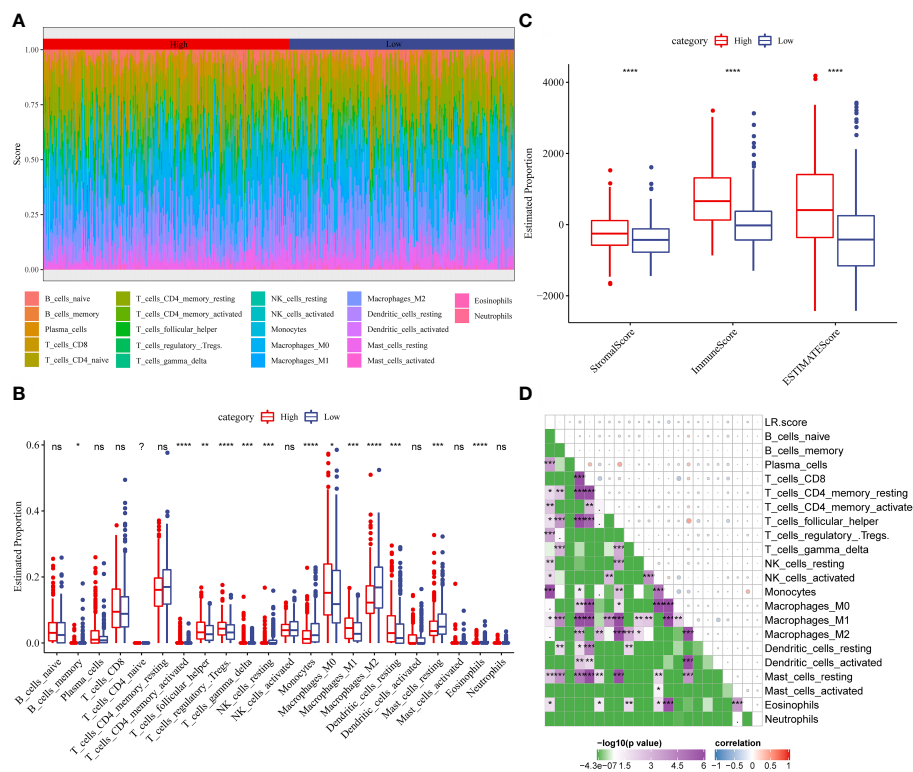 A
High
Low
1.00
0.75
0.50
0.25
0.00
Score
B_cells_naive
B_cells_memory
Plasma_cells
T_cells_CD8
T_cells_CD4_naive
T_cells_CD4_memory_resting
T_cells_CD4_memory_activated
T_cells_follicular_helper
T_cells_regulatory_.Tregs.
T_cells_gamma_delta
NK_cells_resting
NK_cells_activated
Monocytes
Macrophages_M0
Macrophages_M1
Macrophages_M2
Dendritic_cells_resting
Dendritic_cells_activated
Mast_cells_resting
Mast_cells_activated
Eosinophils
Neutrophils
B
category High Low
ns * ns ns ? ns **** ** **** *** *** ns **** * *** **** *** ns *** ns **** ns
0.6
0.4
0.2
0.0
Estimated Proportion
B_cells_naive
B_cells_memory
Plasma_cells
T_cells_CD8
T_cells_CD4_naive
T_cells_CD4_memory_resting
T_cells_CD4_memory_activated
T_cells_follicular_helper
T_cells_regulatory_.Tregs.
T_cells_gamma_delta
NK_cells_resting
NK_cells_activated
Monocytes
Macrophages_M0
Macrophages_M1
Macrophages_M2
Dendritic_cells_resting
Dendritic_cells_activated
Mast_cells_resting
Mast_cells_activated
Eosinophils
Neutrophils
C
category High Low
**** **** ****
4000
2000
0
−2000
Estimated Proportion
StromalScore
ImmuneScore
ESTIMATEScore
D
LR.score
B_cells_naive
B_cells_memory
Plasma_cells
T_cells_CD8
T_cells_CD4_memory_resting
T_cells_CD4_memory_activate
T_cells_follicular_helper
T_cells_regulatory_.Tregs.
T_cells_gamma_delta
NK_cells_resting
NK_cells_activated
Monocytes
Macrophages_M0
Macrophages_M1
Macrophages_M2
Dendritic_cells_resting
Dendritic_cells_activated
Mast_cells_resting
Mast_cells_activated
Eosinophils
Neutrophils
−log10(p value)
−4.3e−07 1.5 3 4.5 6
correlation
−1 −0.5 0 0.5 1